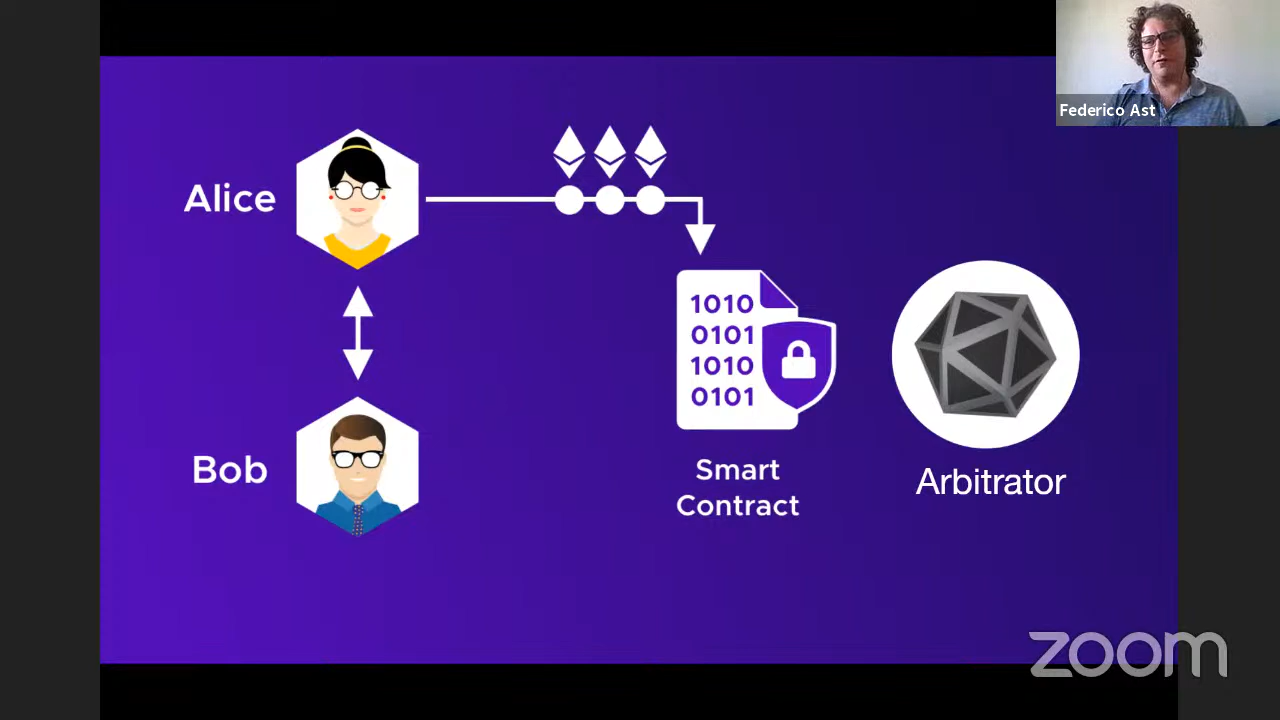 Federico Ast
Alice
1010
0101
1010
0101
Bob
Smart
Contract
Arbitrator
zoom